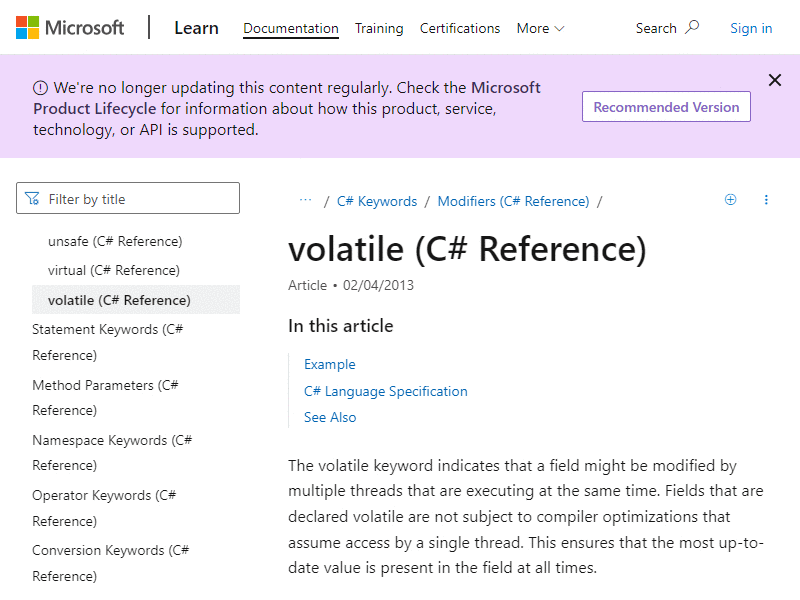 Microsoft Learn Documentation Training Certifications More Search Sign in
We're no longer updating this content regularly. Check the Microsoft
Product Lifecycle for information about how this product, service,
technology, or API is supported.
Recommended Version
Filter by title
unsafe (C# Reference)
virtual (C# Reference)
volatile (C# Reference)
Statement Keywords (C#
Reference)
Method Parameters (C#
Reference)
Namespace Keywords (C#
Reference)
Operator Keywords (C#
Reference)
Conversion Keywords (C#
Reference)
... / C# Keywords / Modifiers (C# Reference) /
volatile (C# Reference)
Article • 02/04/2013
In this article
Example
C# Language Specification
See Also
The volatile keyword indicates that a field might be modified by
multiple threads that are executing at the same time. Fields that are
declared volatile are not subject to compiler optimizations that
assume access by a single thread. This ensures that the most up-to-
date value is present in the field at all times.